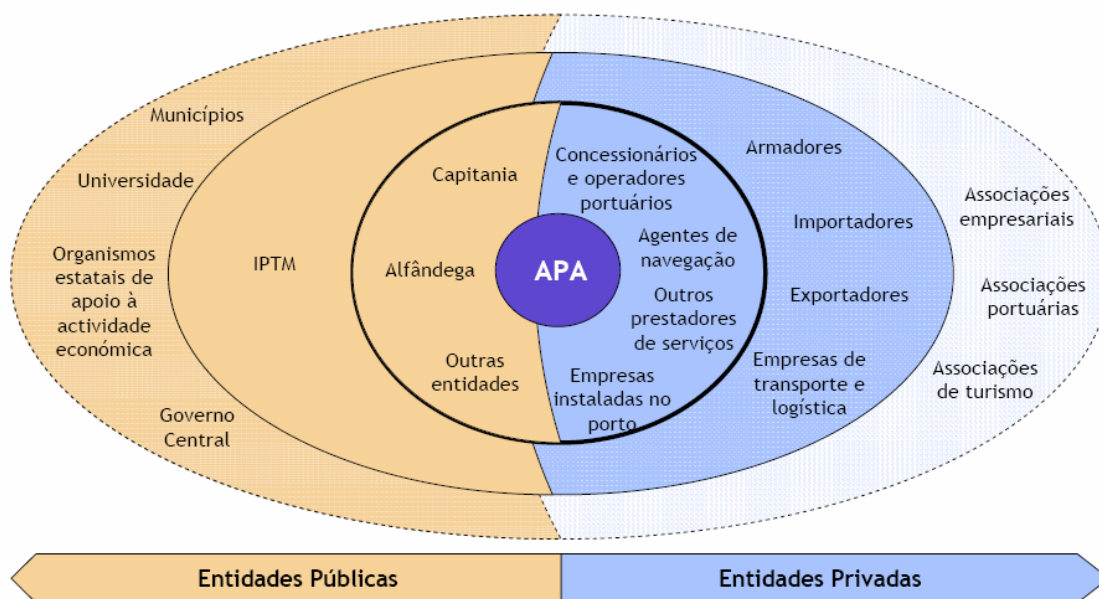 Municípios
Universidade
Organismos
estatais de
apoio à
actividade
económica
Governo
Central
IPTM
Capitania
Alfândega
Outras
entidades
APA
Concessionários
e operadores
portuários
Agentes de
navegação
Outros
prestadores
de serviços
Empresas
instaladas no
porto
Armadores
Importadores
Exportadores
Empresas de
transporte e
logística
Associações
empresariais
Associações
portuárias
Associações
de turismo
Entidades Públicas
Entidades Privadas